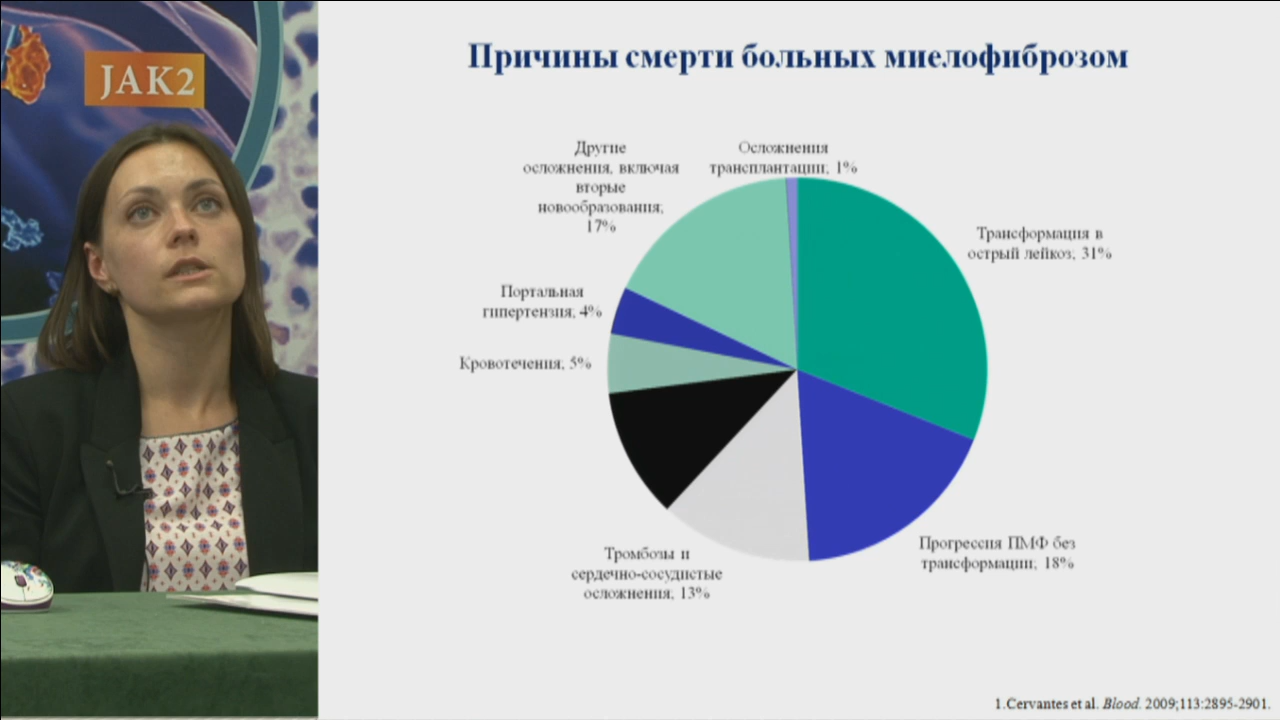 JAK2
Причины смерти больных миелофиброзом
Другие
осложнения, включая
вторые
новообразования;
17%
Осложнения
трансплантации; 1%
Трансформация в
острый лейкоз; 31%
Портальная
гипертензия; 4%
Кровотечения; 5%
Прогрессия ПМФ без
трансформации; 18%
Тромбозы и
сердечно-сосудистые
осложнения; 13%
1.Cervantes et al. Blood. 2009;113:2895-2901.